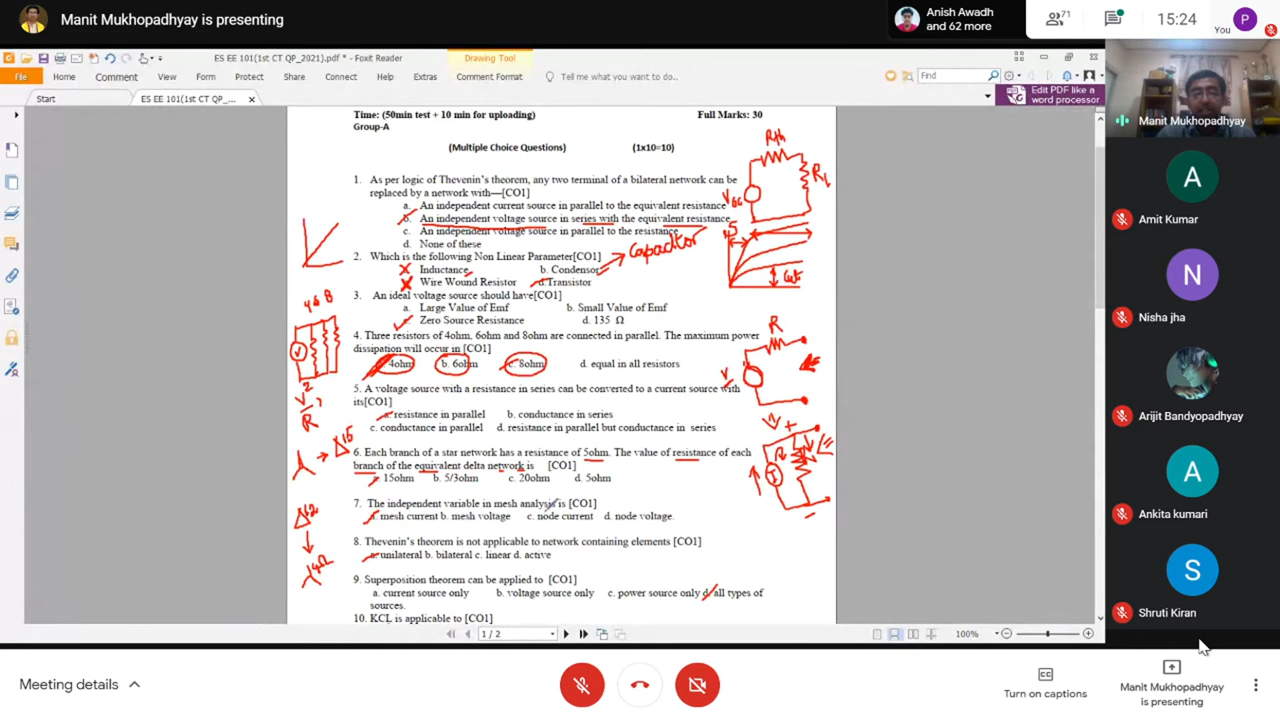 Manit Mukhopadhyay is presenting
Anish Awadh
and 62 more
71
15:24
You
P
ES EE 101(1st CT QP_2021).pdf * - Foxit Reader
Drawing Tool
File
Home
Comment
View
Form
Protect
Share
Connect
Help
Extras
Comment Format
Tell me what you want to do...
Find
Start
ES EE 101(1st CT QP_...
Edit PDF like a
word processor
Time: (50min test + 10 min for uploading) Full Marks: 30
Group-A
(Multiple Choice Questions) (1x10=10)
1. As per logic of Thevenin's theorem, any two terminal of a bilateral network can be
replaced by a network with—[CO1]
a. An independent current source in parallel to the equivalent resistance
b. An independent voltage source in series with the equivalent resistance
c. An independent voltage source in parallel to the resistance
d. None of these
2. Which is the following Non Linear Parameter[CO1]
Inductance b. Condensor
Wire Wound Resistor d. Transistor
3. An ideal voltage source should have[CO1]
a. Large Value of Emf b. Small Value of Emf
c. Zero Source Resistance d. 135 Ω
4. Three resistors of 4ohm, 6ohm and 8ohm are connected in parallel. The maximum power
dissipation will occur in [CO1]
4ohm b. 6ohm c. 8ohm d. equal in all resistors
5. A voltage source with a resistance in series can be converted to a current source with
its[CO1]
a. resistance in parallel b. conductance in series
c. conductance in parallel d. resistance in parallel but conductance in series
6. Each branch of a star network has a resistance of 5ohm. The value of resistance of each
branch of the equivalent delta network is [CO1]
a. 15ohm b. 5/3ohm c. 20ohm d. 5ohm
7. The independent variable in mesh analysis is [CO1]
a. mesh current b. mesh voltage c. node current d. node voltage.
8. Thevenin's theorem is not applicable to network containing elements [CO1]
a. unilateral b. bilateral c. linear d. active
9. Superposition theorem can be applied to [CO1]
a. current source only b. voltage source only c. power source only d. all types of
sources.
10. KCL is applicable to [CO1]
Capacitor
Rth
RL
R
V
I
4 6 8
V
V²
R
15
12
4Ω
1 / 2
100%
Manit Mukhopadhyay
A
Amit Kumar
N
Nisha jha
Arijit Bandyopadhyay
A
Ankita kumari
S
Shruti Kiran
Meeting details
Turn on captions
Manit Mukhopadhyay
is presenting